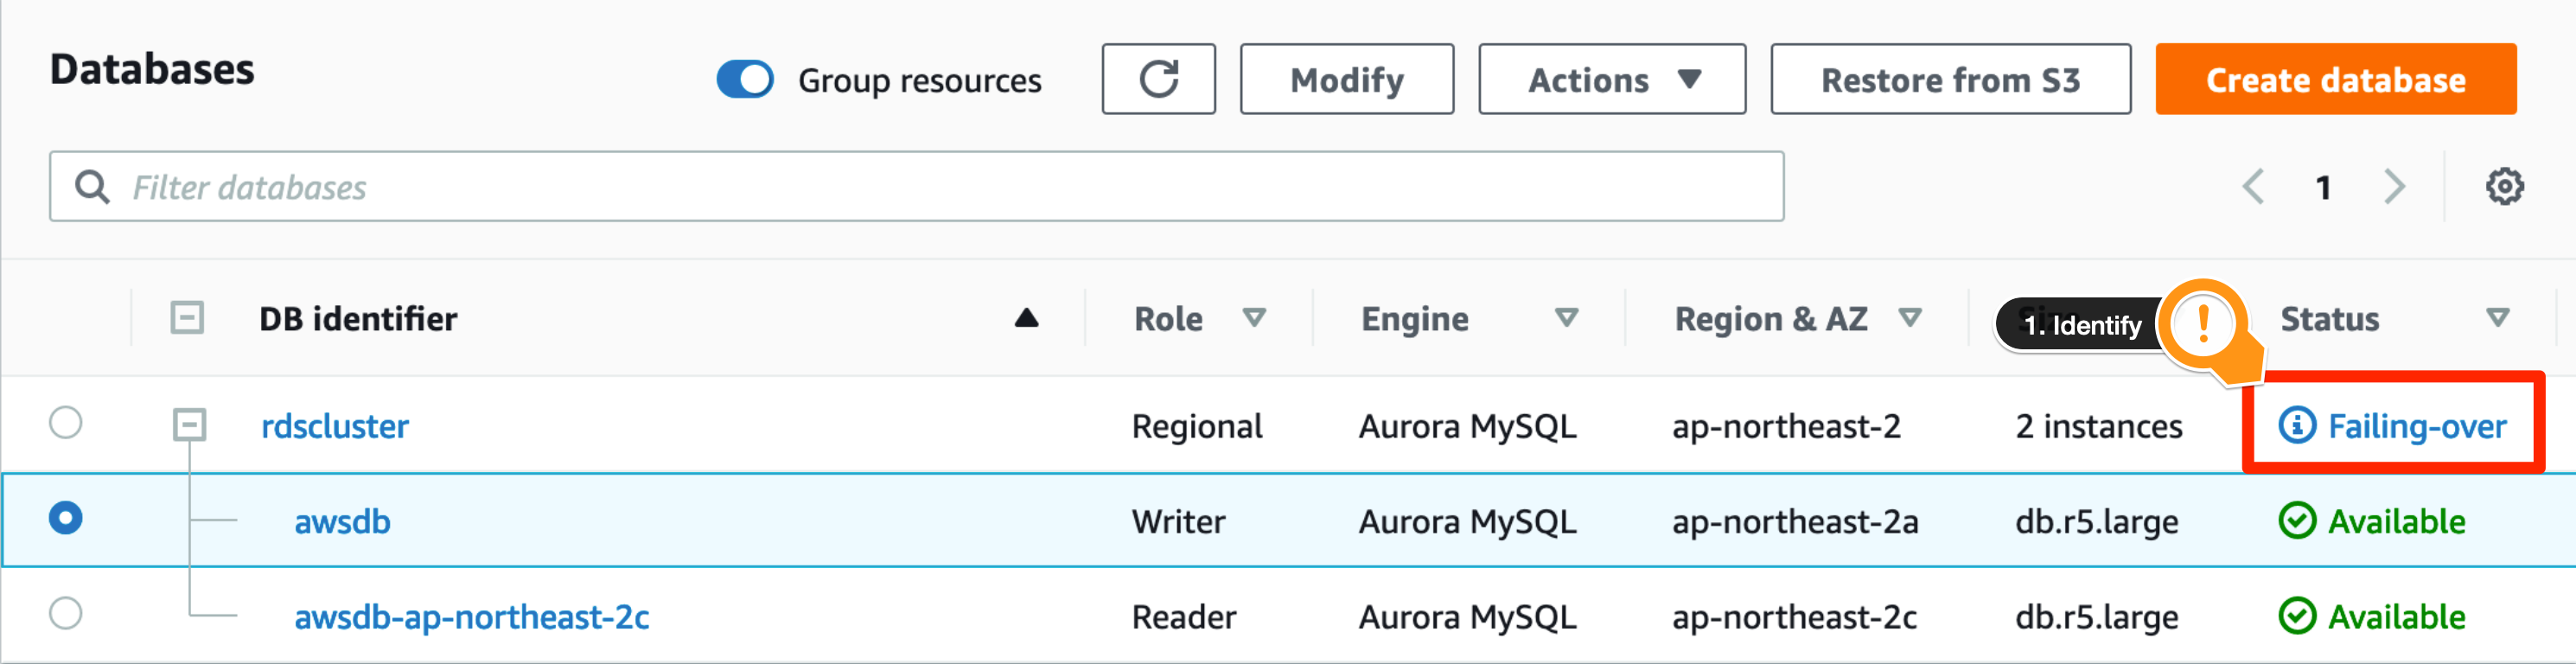 Databases
Group resources
Modify
Actions
Restore from S3
Create database
Filter databases
1
DB identifier
Role
Engine
Region & AZ
1. Identify
Status
rdscluster
Regional
Aurora MySQL
ap-northeast-2
2 instances
Failing-over
awsdb
Writer
Aurora MySQL
ap-northeast-2a
db.r5.large
Available
awsdb-ap-northeast-2c
Reader
Aurora MySQL
ap-northeast-2c
db.r5.large
Available